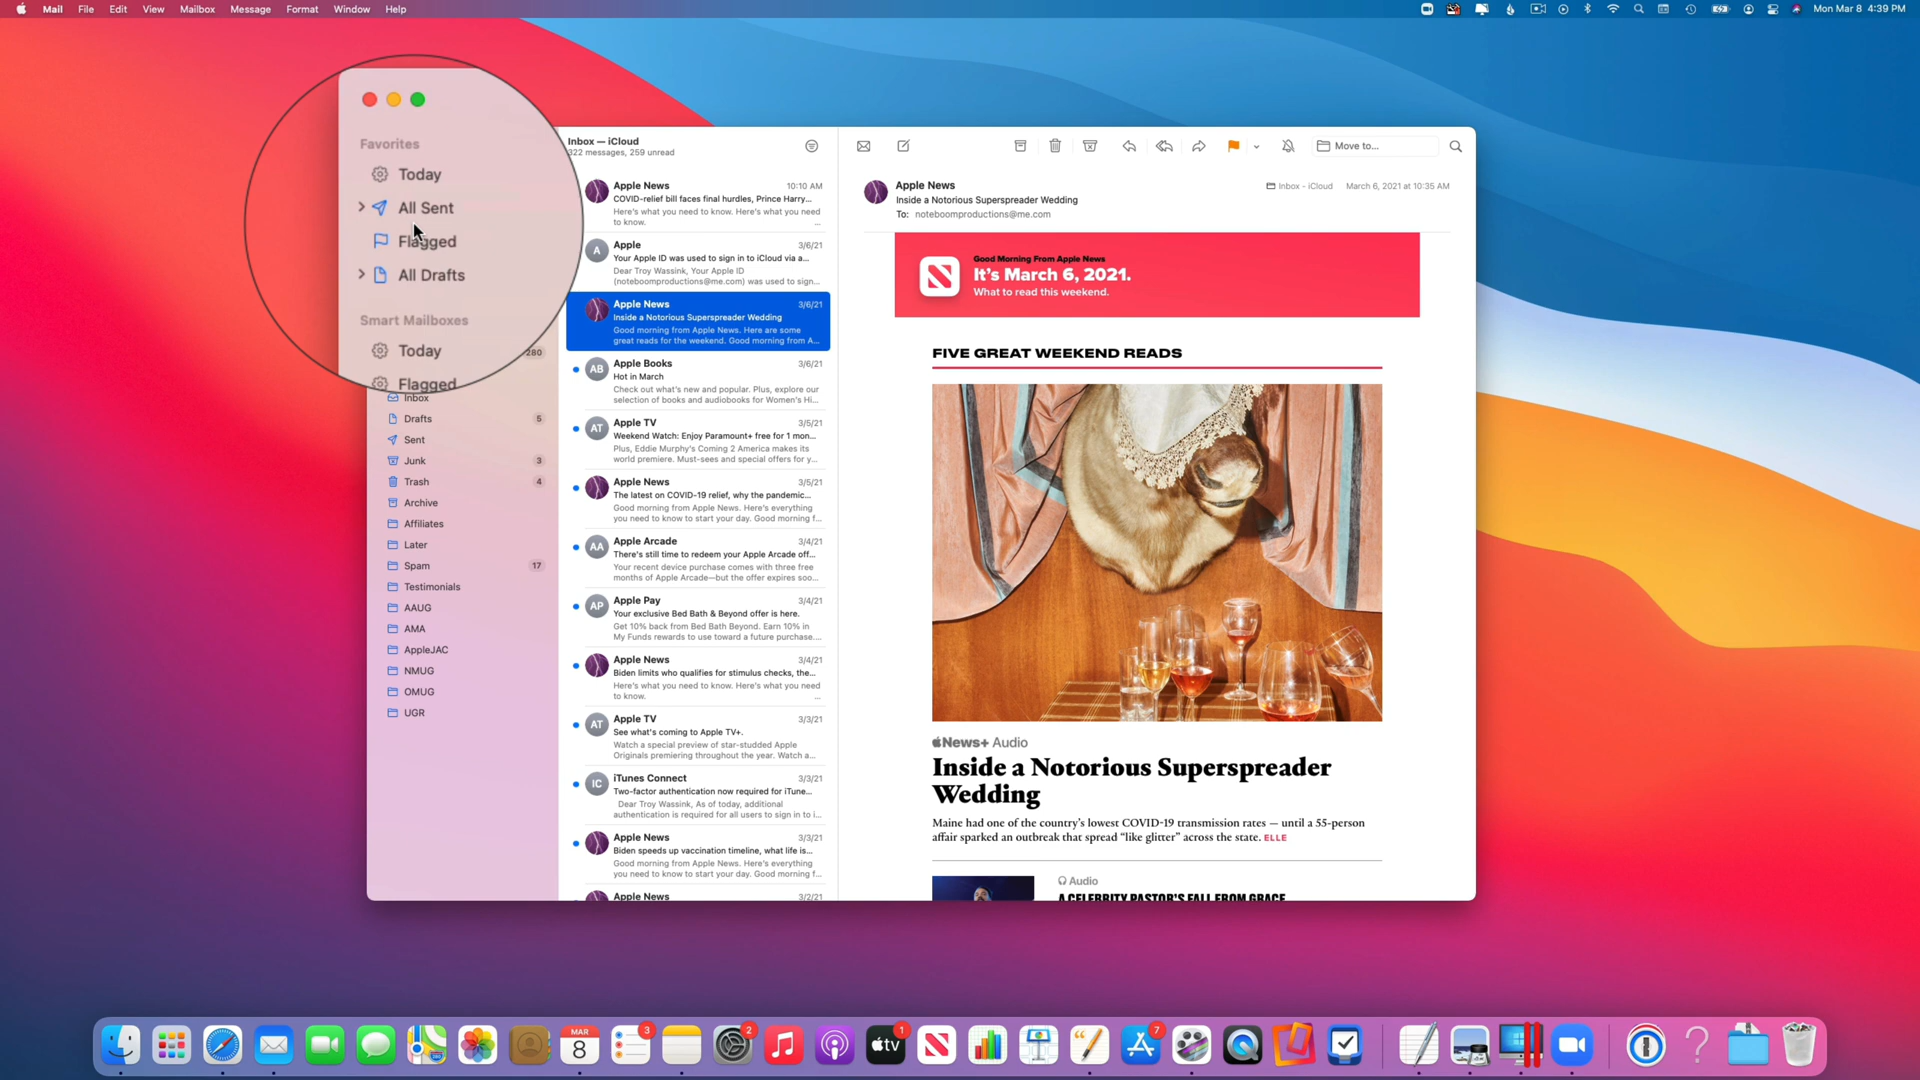 Mail File Edit View Mailbox Message Format Window Help
Mon Mar 8 4:39 PM
Favorites
Today
All Sent
Flagged
All Drafts
Smart Mailboxes
Today
280
Flagged
Inbox
Drafts 5
Sent
Junk 3
Trash 4
Archive
Affiliates
Later
Spam 17
Testimonials
AAUG
AMA
AppleJAC
NMUG
OMUG
UGR
Inbox — iCloud
322 messages, 259 unread
Apple News 10:10 AM
COVID-relief bill faces final hurdles, Prince Harry...
Here's what you need to know. Here's what you need
to know. ...
A
Apple 3/6/21
Your Apple ID was used to sign in to iCloud via a...
Dear Troy Wassink, Your Apple ID
(noteboomproductions@me.com) was used to sign...
Apple News 3/6/21
Inside a Notorious Superspreader Wedding
Good morning from Apple News. Here are some
great reads for the weekend. Good morning from A...
AB
Apple Books 3/6/21
Hot in March
Check out what's new and popular. Plus, explore our
selection of books and audiobooks for Women's Hi...
AT
Apple TV 3/5/21
Weekend Watch: Enjoy Paramount+ free for 1 mon...
Plus, Eddie Murphy's Coming 2 America makes its
world premiere. Must-sees and special offers for y...
Apple News 3/5/21
The latest on COVID-19 relief, why the pandemic...
Good morning from Apple News. Here's everything
you need to know to start your day. Good morning f...
AA
Apple Arcade 3/4/21
There's still time to redeem your Apple Arcade off...
Your recent device purchase comes with three free
months of Apple Arcade—but the offer expires soo...
AP
Apple Pay 3/4/21
Your exclusive Bed Bath & Beyond offer is here.
Get 10% back from Bed Bath Beyond. Earn 10% in
My Funds rewards to use toward a future purchase....
Apple News 3/4/21
Biden limits who qualifies for stimulus checks, the...
Here's what you need to know. Here's what you need
to know. ...
AT
Apple TV 3/3/21
See what's coming to Apple TV+.
Watch a special preview of star-studded Apple
Originals premiering throughout the year. Watch a...
IC
iTunes Connect 3/3/21
Two-factor authentication now required for iTune...
Dear Troy Wassink, As of today, additional
authentication is required for all users to sign in to i...
Apple News 3/3/21
Biden speeds up vaccination timeline, what life is...
Good morning from Apple News. Here's everything
you need to know to start your day. Good morning f...
Apple News 3/2/21
Move to...
Apple News
Inbox - iCloud March 6, 2021 at 10:35 AM
Inside a Notorious Superspreader Wedding
To: noteboomproductions@me.com
Good Morning From Apple News
It's March 6, 2021.
What to read this weekend.
FIVE GREAT WEEKEND READS
News+ Audio
Inside a Notorious Superspreader
Wedding
Maine had one of the country's lowest COVID-19 transmission rates — until a 55-person
affair sparked an outbreak that spread “like glitter” across the state. ELLE
Audio
A CELEBRITY PASTOR'S FALL FROM GRACE
MAR
8
3
2
tv
1
7